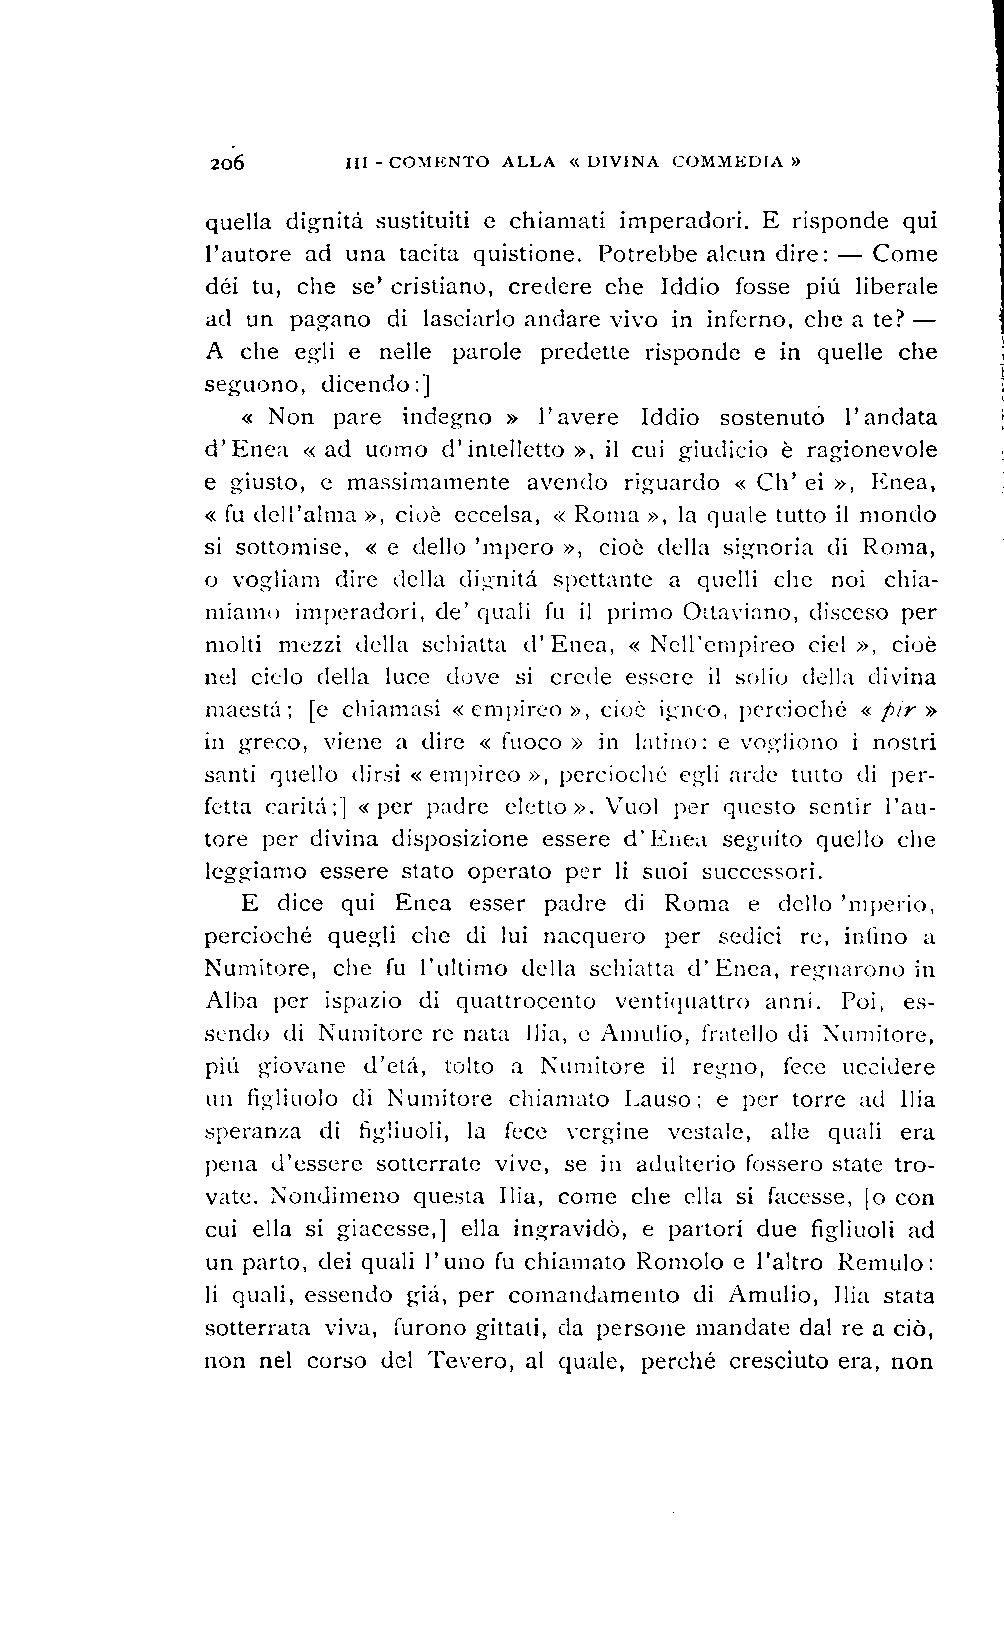 206 III - COMENTO ALLA « DIVINA COMMEDIA »
quella dignitá sustituiti e chiamati imperadori. E risponde qui
l'autore ad una tacita quistione. Potrebbe alcun dire: — Come
déi tu, che se' cristiano, credere che Iddio fosse piú liberale
ad un pagano di lasciarlo andare vivo in inferno, che a te? —
A che egli e nelle parole predette risponde e in quelle che
seguono, dicendo:]
« Non pare indegno » l'avere Iddio sostenuto l'andata
d'Enea « ad uomo d'intelletto », il cui giudicio è ragionevole
e giusto, e massimamente avendo riguardo « Ch' ei », Enea,
« fu dell'alma », cioè eccelsa, « Roma », la quale tutto il mondo
si sottomise, « e dello 'mpero », cioè della signoria di Roma,
o vogliam dire della dignitá spettante a quelli che noi chia-
miamo imperadori, de' quali fu il primo Ottaviano, disceso per
molti mezzi della schiatta d'Enea, « Nell'empireo ciel », cioè
nel cielo della luce dove si crede essere il solio della divina
maestá; [e chiamasi « empireo », cioè igneo, percioché « pir »
in greco, viene a dire « fuoco » in latino: e vogliono i nostri
santi quello dirsi « empireo », percioché egli arde tutto di per-
fetta caritá;] « per padre eletto ». Vuol per questo sentir l'au-
tore per divina disposizione essere d'Enea seguito quello che
leggiamo essere stato operato per li suoi successori.
E dice qui Enea esser padre di Roma e dello 'mperio,
percioché quegli che di lui nacquero per sedici re, infino a
Numitore, che fu l'ultimo della schiatta d'Enea, regnarono in
Alba per ispazio di quattrocento ventiquattro anni. Poi, es-
sendo di Numitore re nata Ilia, e Amulio, fratello di Numitore,
piú giovane d'etá, tolto a Numitore il regno, fece uccidere
un figliuolo di Numitore chiamato Lauso; e per torre ad Ilia
speranza di figliuoli, la fece vergine vestale, alle quali era
pena d'essere sotterrate vive, se in adulterio fossero state tro-
vate. Nondimeno questa Ilia, come che ella si facesse, [o con
cui ella si giacesse,] ella ingravidò, e partorí due figliuoli ad
un parto, dei quali l'uno fu chiamato Romolo e l'altro Remulo:
li quali, essendo giá, per comandamento di Amulio, Ilia stata
sotterrata viva, furono gittati, da persone mandate dal re a ciò,
non nel corso del Tevero, al quale, perché cresciuto era, non